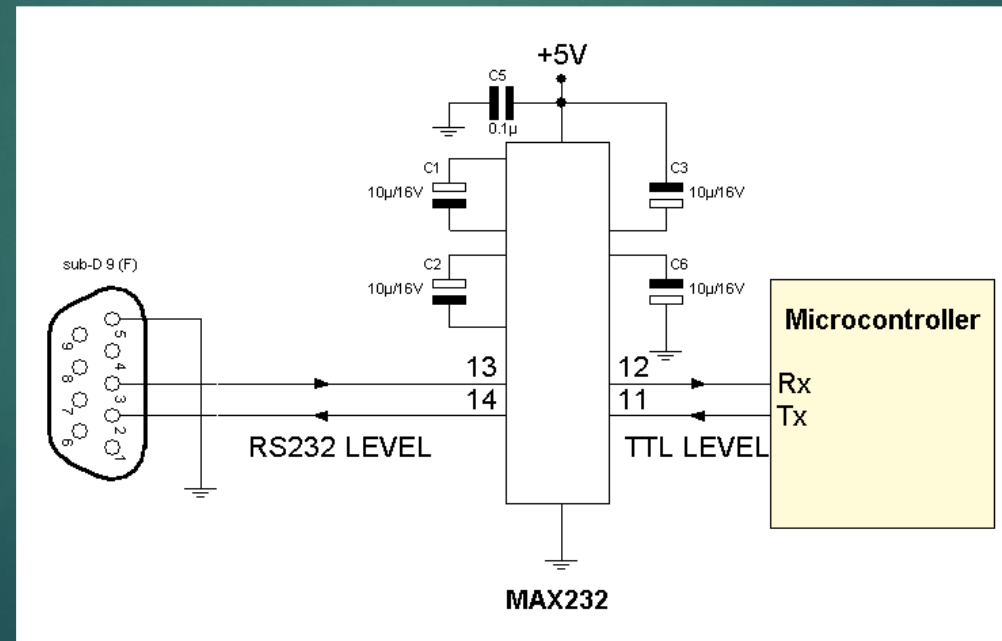 +5V
C5
0.1µ
C1
10µ/16V
C3
10µ/16V
C2
10µ/16V
C6
10µ/16V
sub-D 9 (F)
5
9
4
8
3
7
2
6
1
Microcontroller
13
12
Rx
14
11
Tx
RS232 LEVEL
TTL LEVEL
MAX232